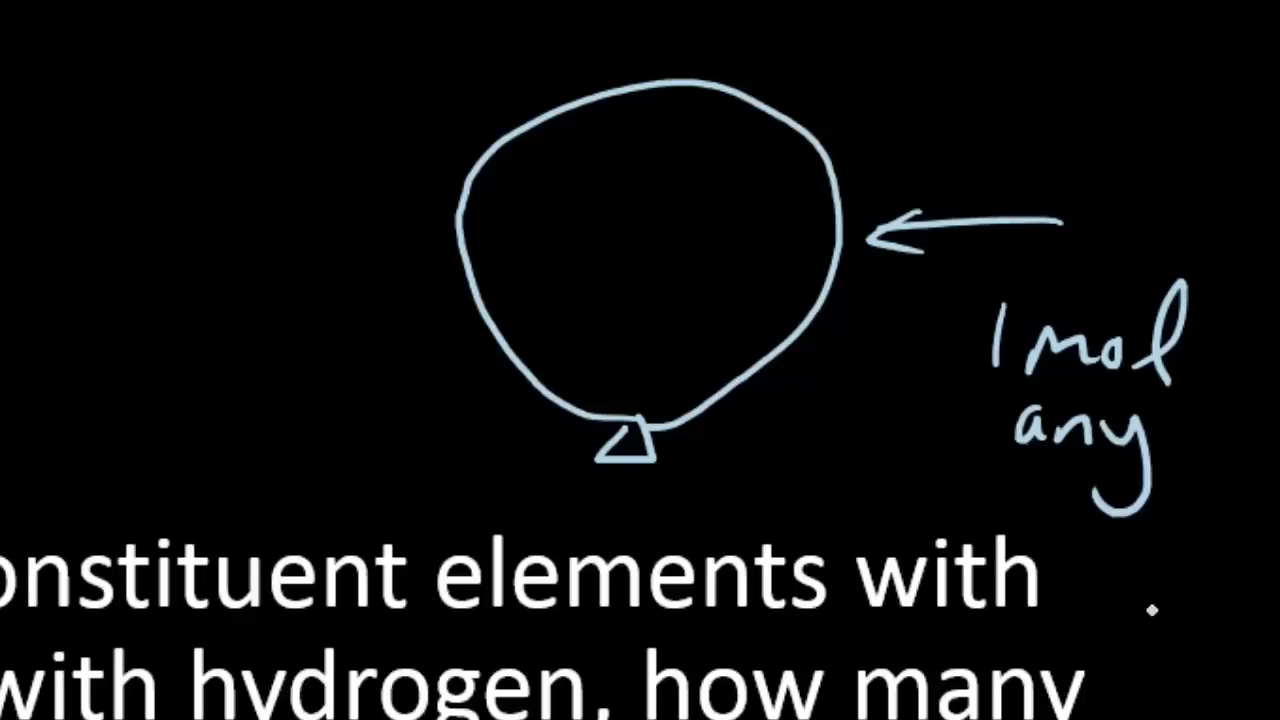 1 mol
any
onstituent elements with
with hydrogen, how many